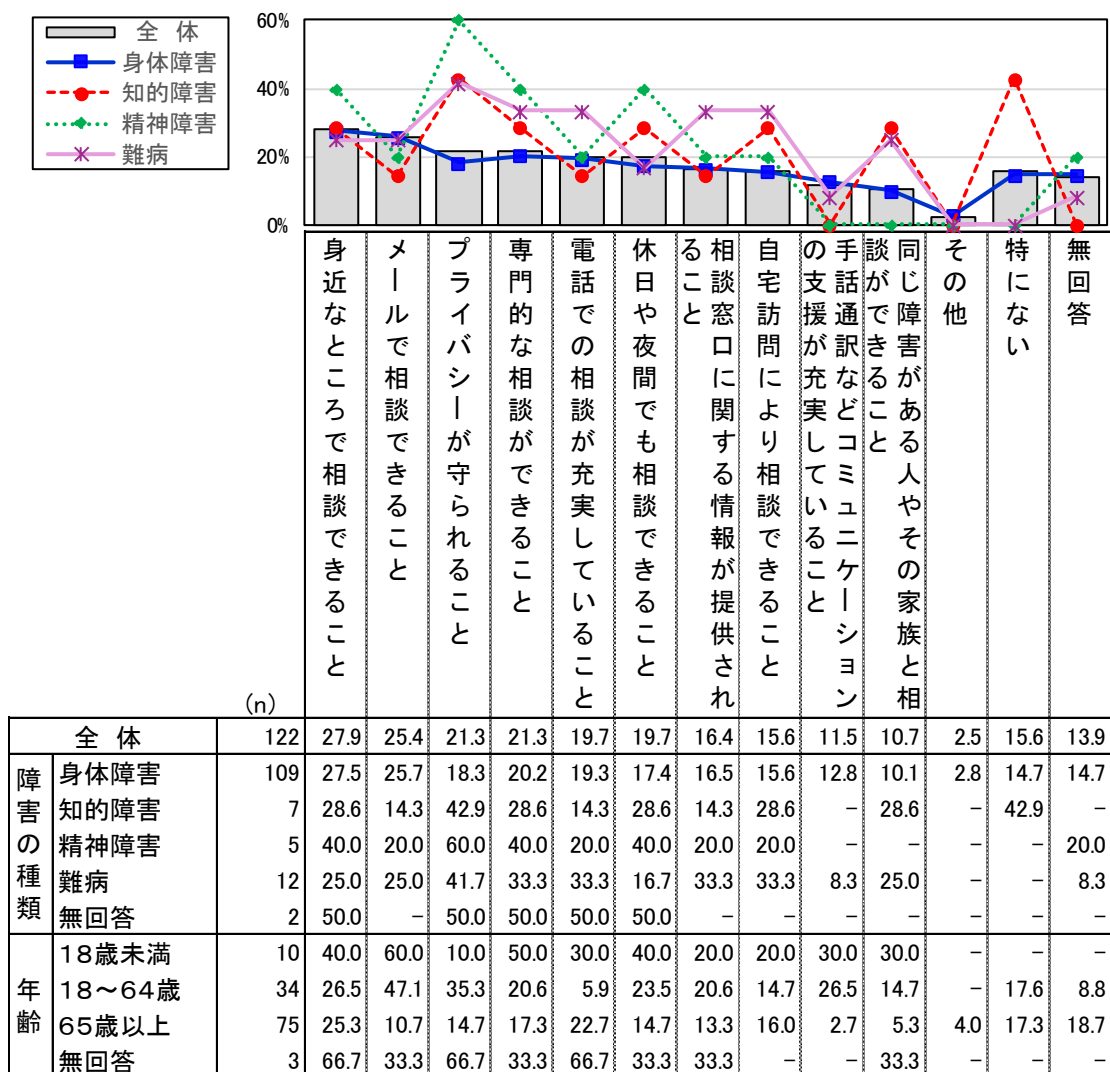 全 体
身体障害
知的障害
精神障害
難病
60%
40%
20%
0%
身近なところで相談できること
メールで相談できること
プライバシーが守られること
専門的な相談ができること
電話での相談が充実していること
休日や夜間でも相談できること
相談窓口に関する情報が提供され
ること
自宅訪問により相談できること
手話通訳などコミュニケーション
の支援が充実していること
同じ障害がある人やその家族と相
談ができること
その他
特にない
無回答
(n)
全 体 122 27.9 25.4 21.3 21.3 19.7 19.7 16.4 15.6 11.5 10.7 2.5 15.6 13.9
障害の種類
身体障害 109 27.5 25.7 18.3 20.2 19.3 17.4 16.5 15.6 12.8 10.1 2.8 14.7 14.7
知的障害 7 28.6 14.3 42.9 28.6 14.3 28.6 14.3 28.6 − 28.6 − 42.9 −
精神障害 5 40.0 20.0 60.0 40.0 20.0 40.0 20.0 20.0 − − − − 20.0
難病 12 25.0 25.0 41.7 33.3 33.3 16.7 33.3 33.3 8.3 25.0 − − 8.3
無回答 2 50.0 − 50.0 50.0 50.0 50.0 − − − − − − −
年齢
18歳未満 10 40.0 60.0 10.0 50.0 30.0 40.0 20.0 20.0 30.0 30.0 − − −
18～64歳 34 26.5 47.1 35.3 20.6 5.9 23.5 20.6 14.7 26.5 14.7 − 17.6 8.8
65歳以上 75 25.3 10.7 14.7 17.3 22.7 14.7 13.3 16.0 2.7 5.3 4.0 17.3 18.7
無回答 3 66.7 33.3 66.7 33.3 66.7 33.3 33.3 − − 33.3 − − −